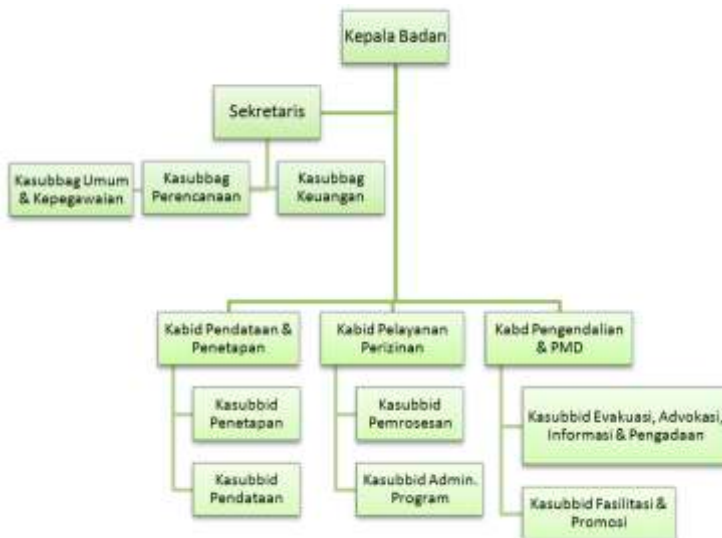 Kepala Badan
Sekretaris
Kasubbag Umum
& Kepegawaian
Kasubbag
Perencanaan
Kasubbag
Keuangan
Kabid Pendataan &
Penetapan
Kabid Pelayanan
Perizinan
Kabd Pengendalian
& PMD
Kasubbid
Penetapan
Kasubbid
Pemrosesan
Kasubbid Evakuasi, Advokasi,
Informasi & Pengadaan
Kasubbid
Pendataan
Kasubbid Admin.
Program
Kasubbid Fasilitasi &
Promosi